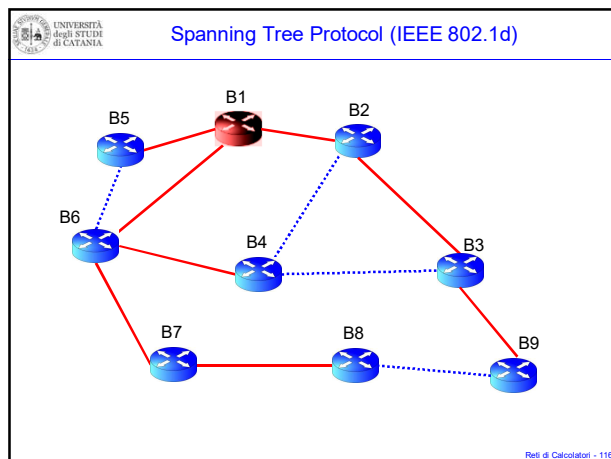 UNIVERSITÀ
degli STUDI
di CATANIA
Spanning Tree Protocol (IEEE 802.1d)
B1
B2
B5
B6
B4
B3
B7
B8
B9
Reti di Calcolatori - 116